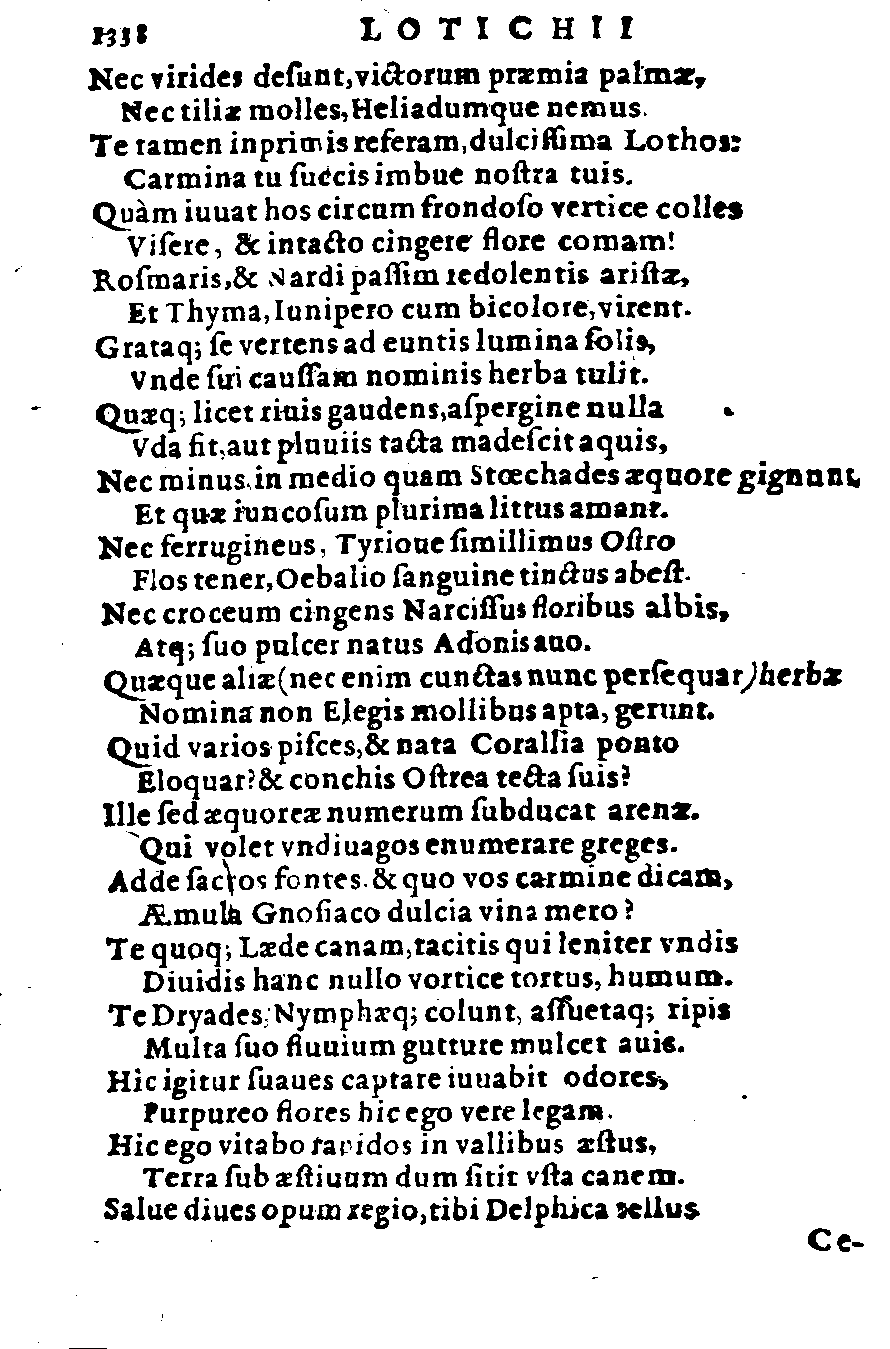 1338 LOTICHII
Nec virides deſunt, victorum præmia palmæ,
Nec tiliæ molles, Heliadumque nemus.
Te tamen inprimis referam, dulciſſima Lothos:
Carmina tu ſuccis imbue noſtra tuis.
Quàm iuuat hos circum frondoſo vertice colles
Viſere, & intacto cingere flore comam!
Roſmaris, & Nardi paſſim redolentis ariſtæ,
Et Thyma, Iunipero cum bicolore, virent.
Grataq; ſe vertens ad euntis lumina ſolis,
Vnde ſui cauſſam nominis herba tulit.
Quæq; licet riuis gaudens, aſpergine nulla
Vda ſit, aut pluuiis tacta madeſcit aquis,
Nec minus, in medio quam Stœchades æquore gignunt,
Et quæ iuncoſum plurima littus amant.
Nec ferrugineus, Tyrioue ſimillimus Oſtro
Flos tener, Oebalio ſanguine tinctus abeſt.
Nec croceum cingens Narciſſus floribus albis,
Atq; ſuo pulcer natus Adonis auo.
Quæque aliæ (nec enim cunctas nunc perſequar) herbæ
Nomina non Elegis mollibus apta, gerunt.
Quid varios piſces, & nata Corallia ponto
Eloquar? & conchis Oſtrea tecta ſuis?
Ille ſed æquoreæ numerum ſubducat arenæ.
Qui volet vndiuagos enumerare greges.
Adde ſacros fontes. & quo vos carmine dicam,
Æmula Gnoſiaco dulcia vina mero?
Te quoq; Læde canam, tacitis qui leniter vndis
Diuidis hanc nullo vortice tortus, humum.
Te Dryades, Nymphæq; colunt, aſſuetaq; ripis
Multa ſuo fluuium gutture mulcet auis.
Hic igitur ſuaues captare iuuabit odores,
Purpureo flores hic ego vere legam.
Hic ego vitabo rapidos in vallibus æſtus,
Terra ſub æſtiuum dum ſitit vſta canem.
Salue diues opum regio, tibi Delphica tellus
Ce-